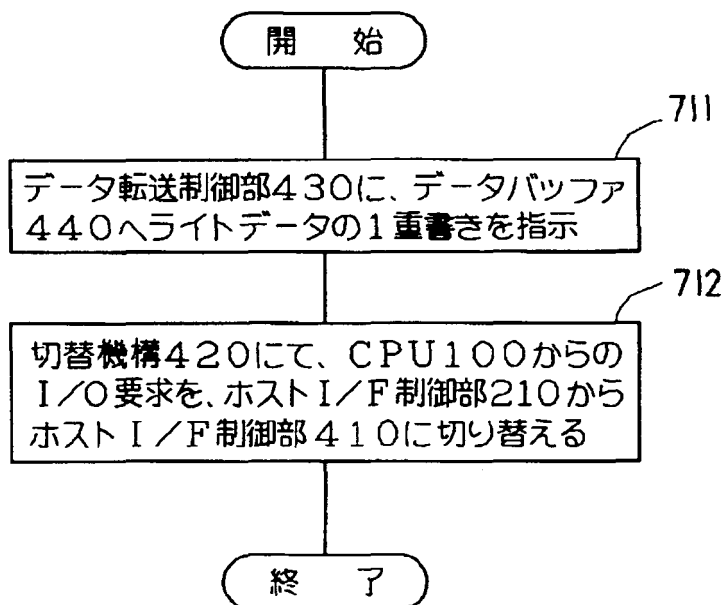 開 始
711
データ転送制御部430に、データバッファ
440へライトデータの1重書きを指示
712
切替機構420にて、CPU100からの
I/O要求を、ホストI/F制御部210から
ホストI/F制御部410に切り替える
終 了